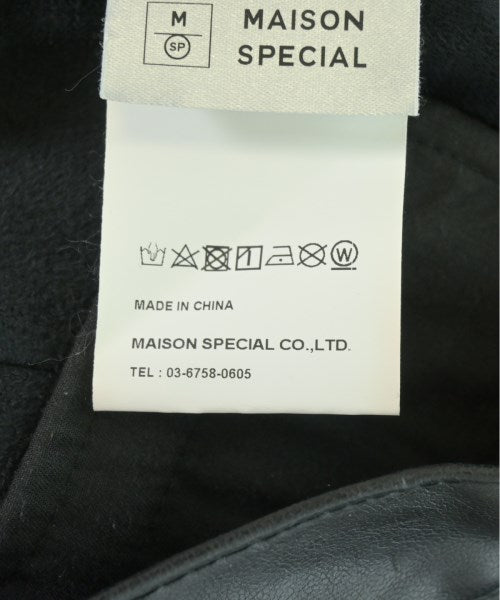 M
SP
MAISON
SPECIAL
W
MADE IN CHINA
MAISON SPECIAL CO.,LTD.
TEL : 03-6758-0605